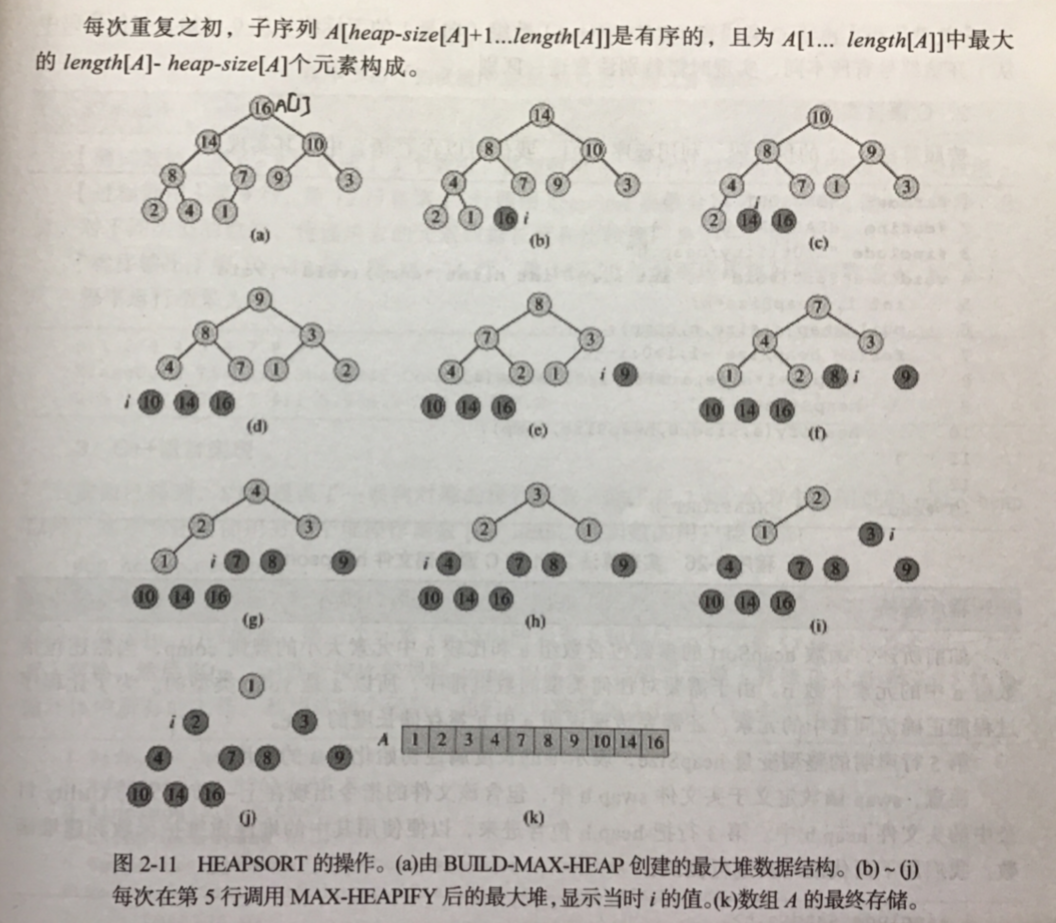 每次重复之初，子序列 A[heap-size[A]+1...length[A]]是有序的，且为 A[1... length[A]]中最大
的 length[A]- heap-size[A]个元素构成。
16 A[1]
14 10
8 7 9 3
2 4 1
(a)
14
8 10
4 7 9 3
2 1 16 i
(b)
10
8 9
4 7 1 3
2 14 i 16
(c)
9
8 3
4 7 1 2
i 10 14 16
(d)
8
7 3
4 2 1 i 9
10 14 16
(e)
7
4 3
1 2 8 i 9
10 14 16
(f)
4
2 3
1 i 7 8 9
10 14 16
(g)
3
2 1
i 4 7 8 9
10 14 16
(h)
2
1 3 i
4 7 8 9
10 14 16
(i)
1
i 2 3
4 7 8 9
10 14 16
(j)
A 1 2 3 4 7 8 9 10 14 16
(k)
图 2-11 HEAPSORT 的操作。(a)由 BUILD-MAX-HEAP 创建的最大堆数据结构。(b) ~ (j)
每次在第 5 行调用 MAX-HEAPIFY 后的最大堆，显示当时 i 的值。(k)数组 A 的最终存储。